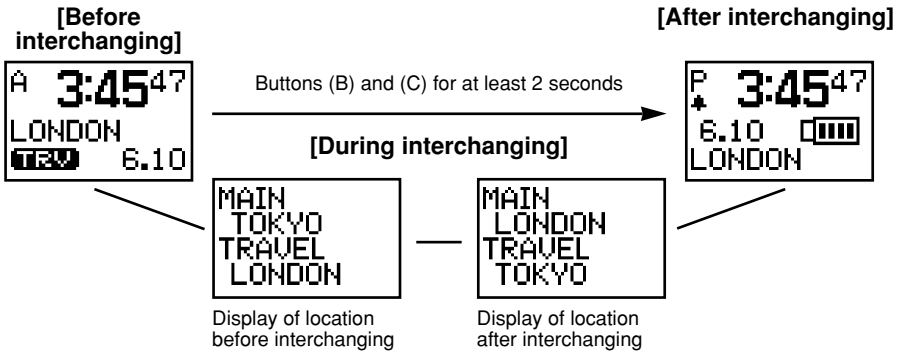 [Before
interchanging]
[After interchanging]
A 3:45 47
LONDON
TRV 6.10
Buttons (B) and (C) for at least 2 seconds
P 3:45 47
6.10
LONDON
[During interchanging]
MAIN
TOKYO
TRAVEL
LONDON
MAIN
LONDON
TRAVEL
TOKYO
Display of location
before interchanging
Display of location
after interchanging